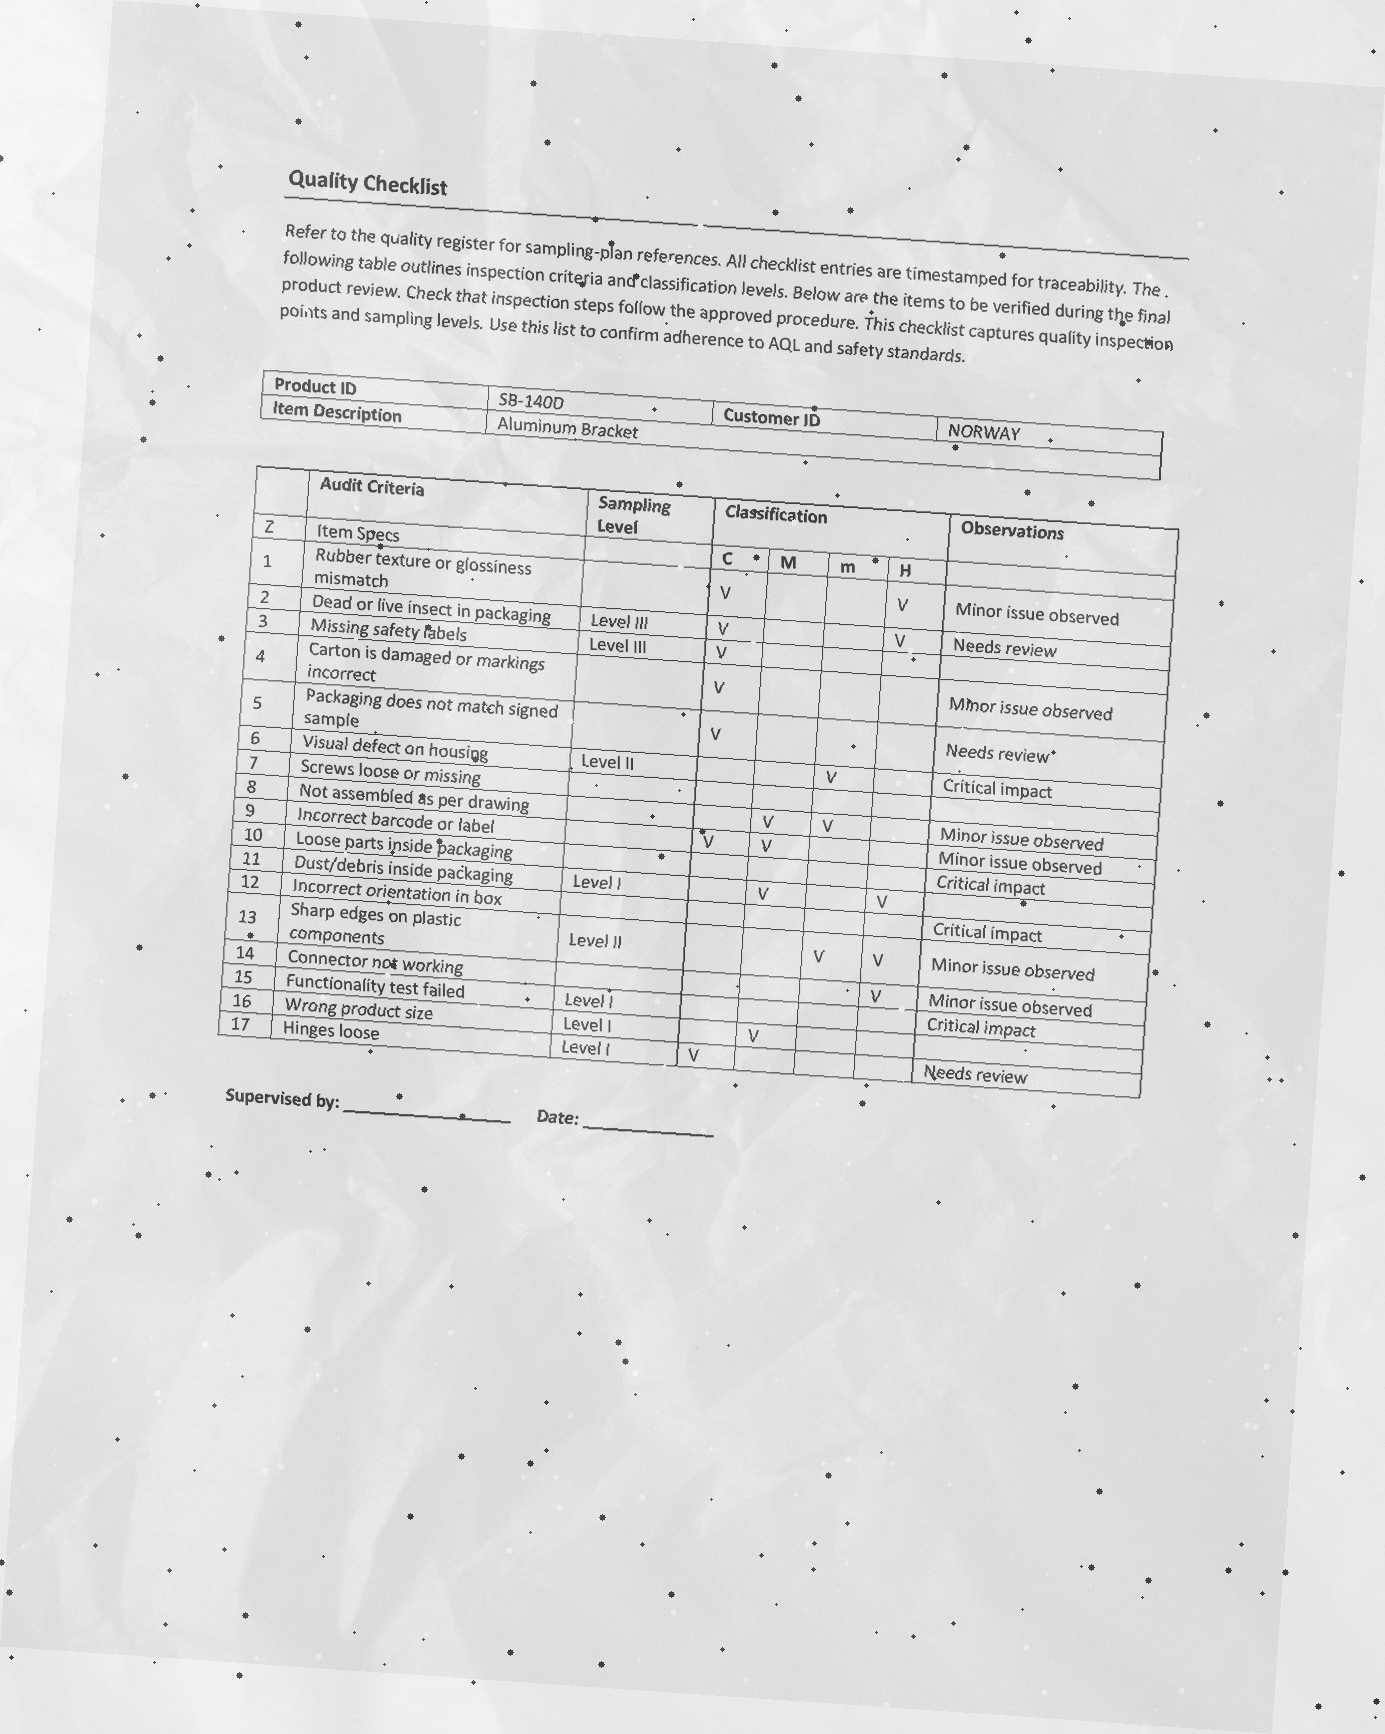 Quality Checklist
Refer to the quality register for sampling-plan references. All checklist entries are timestamped for traceability. The
following table outlines inspection criteria and classification levels. Below are the items to be verified during the final
product review. Check that inspection steps follow the approved procedure. This checklist captures quality inspection
points and sampling levels. Use this list to confirm adherence to AQL and safety standards.
Product ID SB-140D Customer ID NORWAY
Item Description Aluminum Bracket
Audit Criteria Sampling Level Classification Observations
Z Item Specs C M m H
1 Rubber texture or glossiness mismatch V V Minor issue observed
2 Dead or live insect in packaging Level III V V Needs review
3 Missing safety labels Level III V
4 Carton is damaged or markings incorrect V Minor issue observed
5 Packaging does not match signed sample V Needs review
6 Visual defect on housing Level II V Critical impact
7 Screws loose or missing
8 Not assembled as per drawing V V Minor issue observed
9 Incorrect barcode or label V V Minor issue observed
10 Loose parts inside packaging Critical impact
11 Dust/debris inside packaging Level I V V
12 Incorrect orientation in box Critical impact
13 Sharp edges on plastic components Level II V V Minor issue observed
14 Connector not working V Minor issue observed
15 Functionality test failed Level I Critical impact
16 Wrong product size Level I V
17 Hinges loose Level I V Needs review
Supervised by: Date: